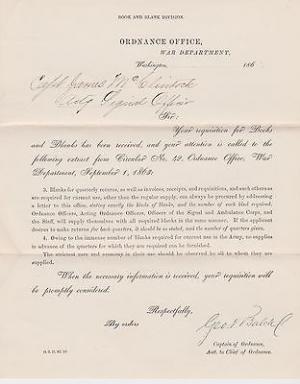 BOOK AND BLANK DIVISION.
ORDNANCE OFFICE,
WAR DEPARTMENT,
Washington, 186
Capt James McClintock
Actg Signal Officer
Sir:
Your requisition for Books
and Blanks has been received, and your attention is called to the
following extract from Circular No. 42, Ordnance Office, War
Department, September 1, 1863:
3. Blanks for quarterly returns, as well as invoices, receipts, and requisitions, and such others as
are required for current use, other than the regular supply, can always be procured by addressing
a letter to this office, stating exactly the kinds of blanks, and the number of each kind required.
Ordnance Officers, Acting Ordnance Officers, Officers of the Signal and Ambulance Corps, and
the Staff, will supply themselves with all required blanks in the same manner. If the applicant
desires to make returns for back quarters, it should be so stated, and the number of quarters given.
4. Owing to the immense number of Blanks required for current use in the Army, no supplies
in advance of the quarters for which they are required can be furnished.
The strictest care and economy in their use should be observed by all to whom
they are supplied.
When the necessary information is received, your requisition will
be promptly considered.
Respectfully,
By order:
Geo. T. Balch
Captain of Ordnance,
Asst. to Chief of Ordnance.